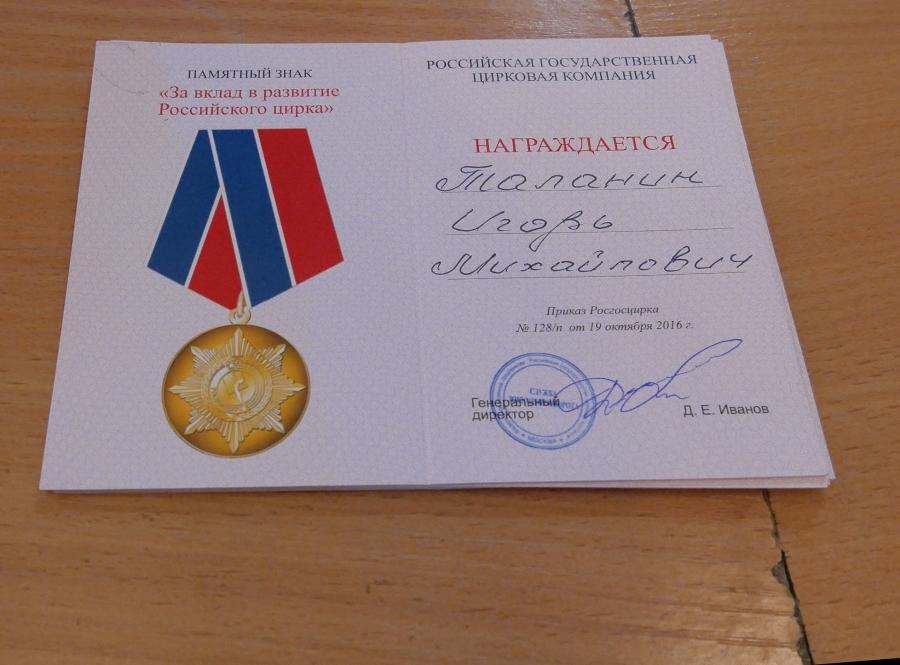 ПАМЯТНЫЙ ЗНАК
«За вклад в развитие
Российского цирка»
РОССИЙСКАЯ ГОСУДАРСТВЕННАЯ
ЦИРКОВАЯ КОМПАНИЯ
НАГРАЖДАЕТСЯ
Таланин
Игорь
Михайлович
Приказ Росгосцирка
№ 128/п от 19 октября 2016 г.
Генеральный
директор
Д. Е. Иванов
МОСКВА